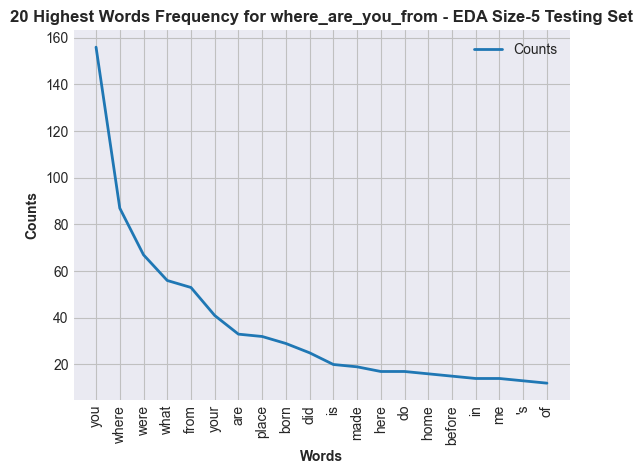 20 Highest Words Frequency for where_are_you_from - EDA Size-5 Testing Set
Counts
160
140
120
100
80
60
40
20
Counts
you
where
were
what
from
your
are
place
born
did
is
made
here
do
home
before
in
me
's
of
Words